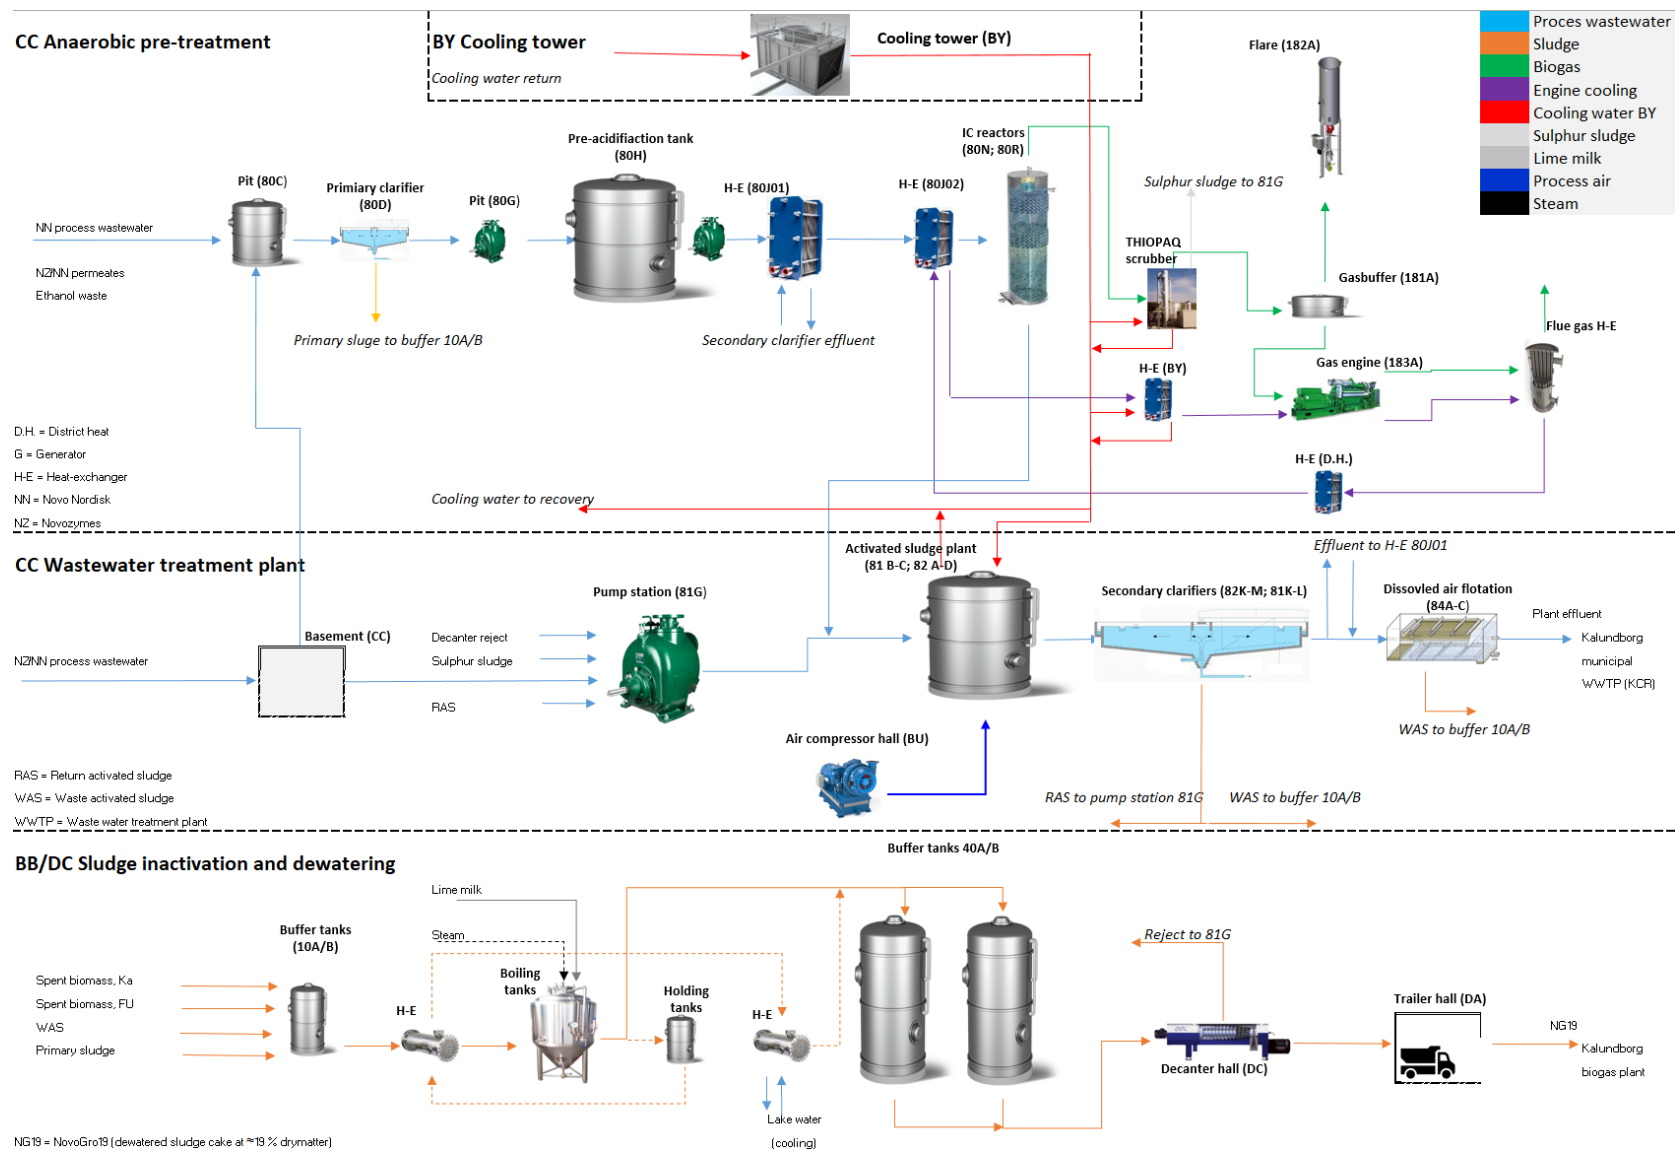 CC Anaerobic pre-treatment
BY Cooling tower
Cooling water return
Cooling tower (BY)
Flare (182A)
Proces wastewater
Sludge
Biogas
Engine cooling
Cooling water BY
Sulphur sludge
Lime milk
Process air
Steam
Pit (80C)
Primiary clarifier
(80D)
Pit (80G)
Pre-acidifiaction tank
(80H)
H-E (80J01)
H-E (80J02)
IC reactors
(80N; 80R)
Sulphur sludge to 81G
THIOPAQ
scrubber
Gasbuffer (181A)
Flue gas H-E
NN process wastewater
NZ/NN permeates
Ethanol waste
Primary sluge to buffer 10A/B
Secondary clarifier effluent
H-E (BY)
Gas engine (183A)
H-E (D.H.)
D.H. = District heat
G = Generator
H-E = Heat-exchanger
NN = Novo Nordisk
NZ = Novozymes
Cooling water to recovery
CC Wastewater treatment plant
Activated sludge plant
(81 B-C; 82 A-D)
Effluent to H-E 80J01
Pump station (81G)
Secondary clarifiers (82K-M; 81K-L)
Dissovled air flotation
(84A-C)
Plant effluent
Kalundborg
municipal
WWTP (KCR)
Basement (CC)
NZ/NN process wastewater
Decanter reject
Sulphur sludge
RAS
WAS to buffer 10A/B
Air compressor hall (BU)
RAS to pump station 81G
WAS to buffer 10A/B
RAS = Return activated sludge
WAS = Waste activated sludge
WWTP = Waste water treatment plant
BB/DC Sludge inactivation and dewatering
Buffer tanks 40A/B
Lime milk
Steam
Buffer tanks
(10A/B)
Spent biomass, Ka
Spent biomass, FU
WAS
Primary sludge
H-E
Boiling
tanks
Holding
tanks
H-E
Lake water
(cooling)
Reject to 81G
Decanter hall (DC)
Trailer hall (DA)
NG19
Kalundborg
biogas plant
NG19 = NovoGro19 (dewatered sludge cake at ≈19 % drymatter)